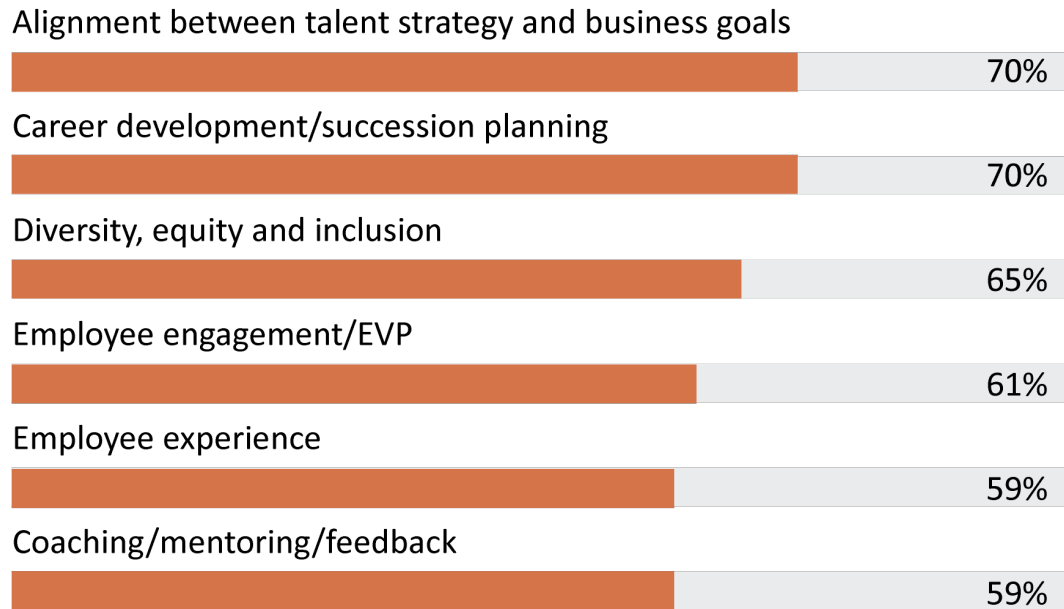 Alignment between talent strategy and business goals
70%
Career development/succession planning
70%
Diversity, equity and inclusion
65%
Employee engagement/EVP
61%
Employee experience
59%
Coaching/mentoring/feedback
59%